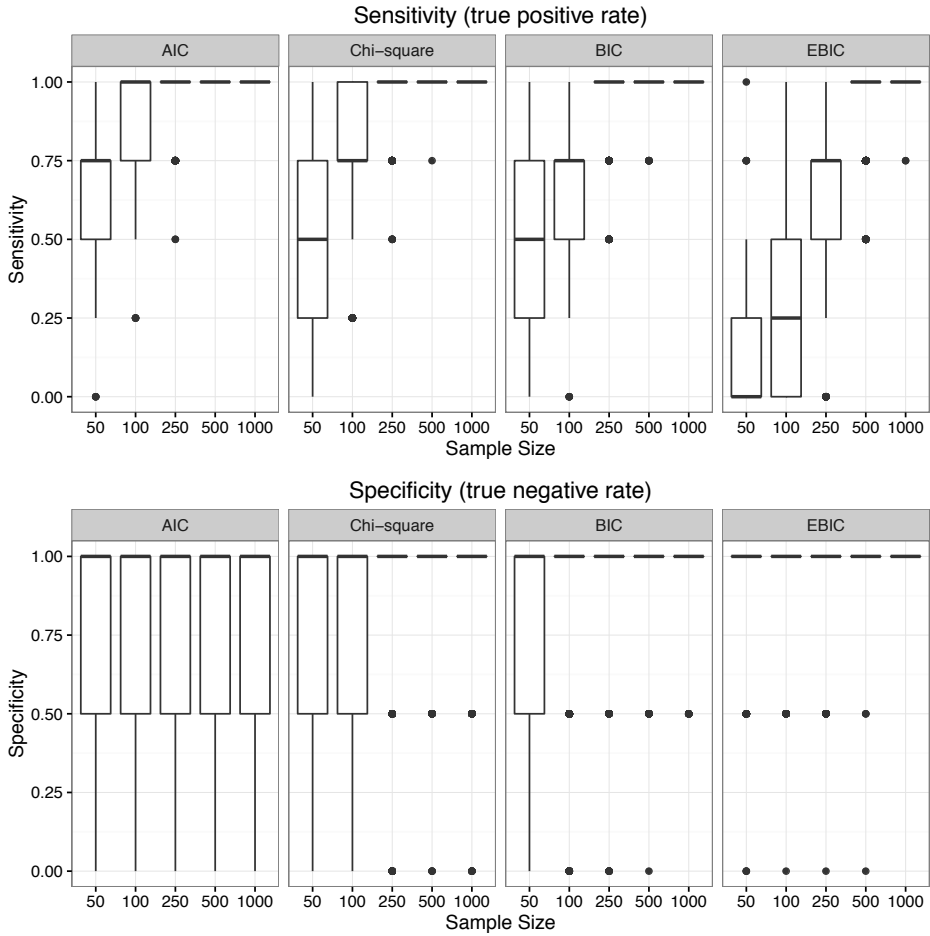 Sensitivity (true positive rate)
AIC Chi−square BIC EBIC
1.00
0.75
0.50
0.25
0.00
Sensitivity
50 100 250 500 1000 50 100 250 500 1000 50 100 250 500 1000 50 100 250 500 1000
Sample Size
Specificity (true negative rate)
AIC Chi−square BIC EBIC
1.00
0.75
0.50
0.25
0.00
Specificity
50 100 250 500 1000 50 100 250 500 1000 50 100 250 500 1000 50 100 250 500 1000
Sample Size